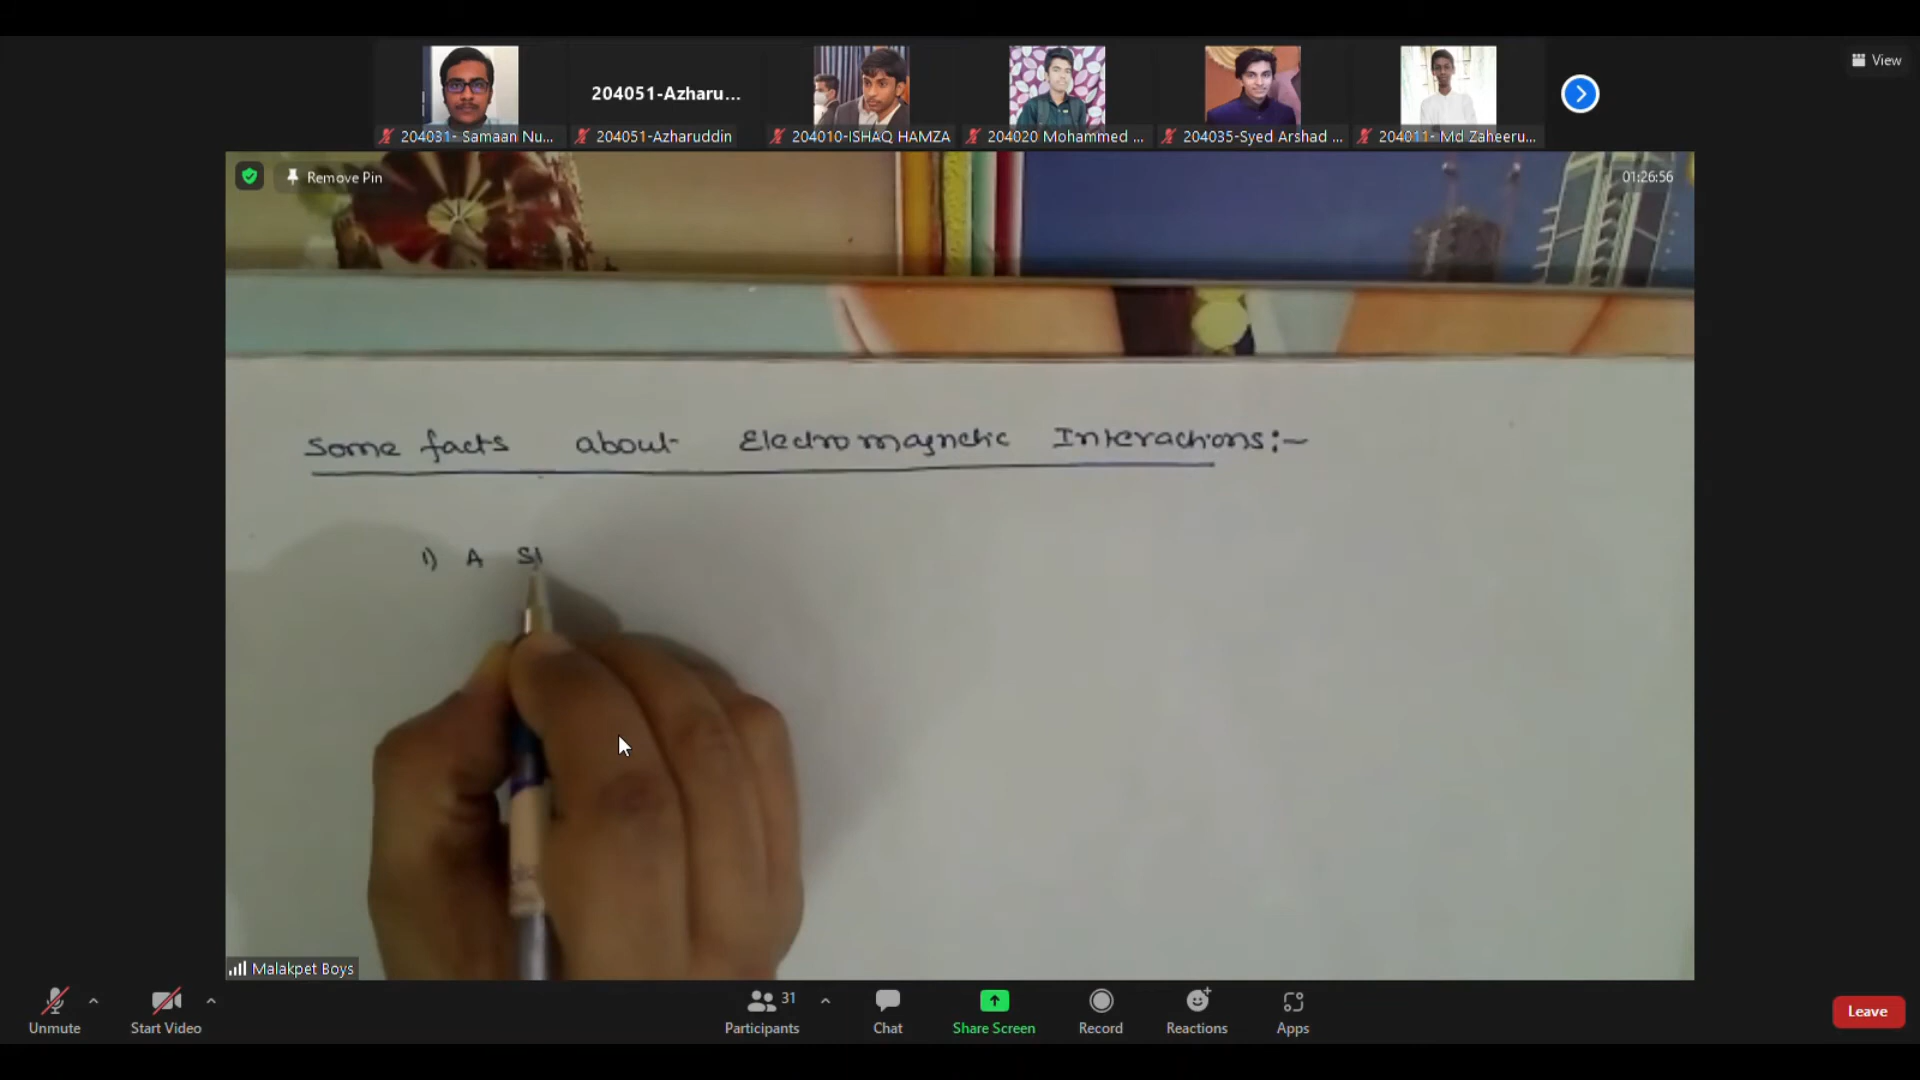 View
204051-Azharu...
204031- Samaan Nu...
204051-Azharuddin
204010-ISHAQ HAMZA
204020 Mohammed ...
204035-Syed Arshad ...
204011- Md Zaheeru...
Remove Pin
01:26:56
Some facts about Electromagnetic Interactions:-
1) A
Malakpet Boys
Unmute
Start Video
31
Participants
Chat
Share Screen
Record
Reactions
Apps
Leave